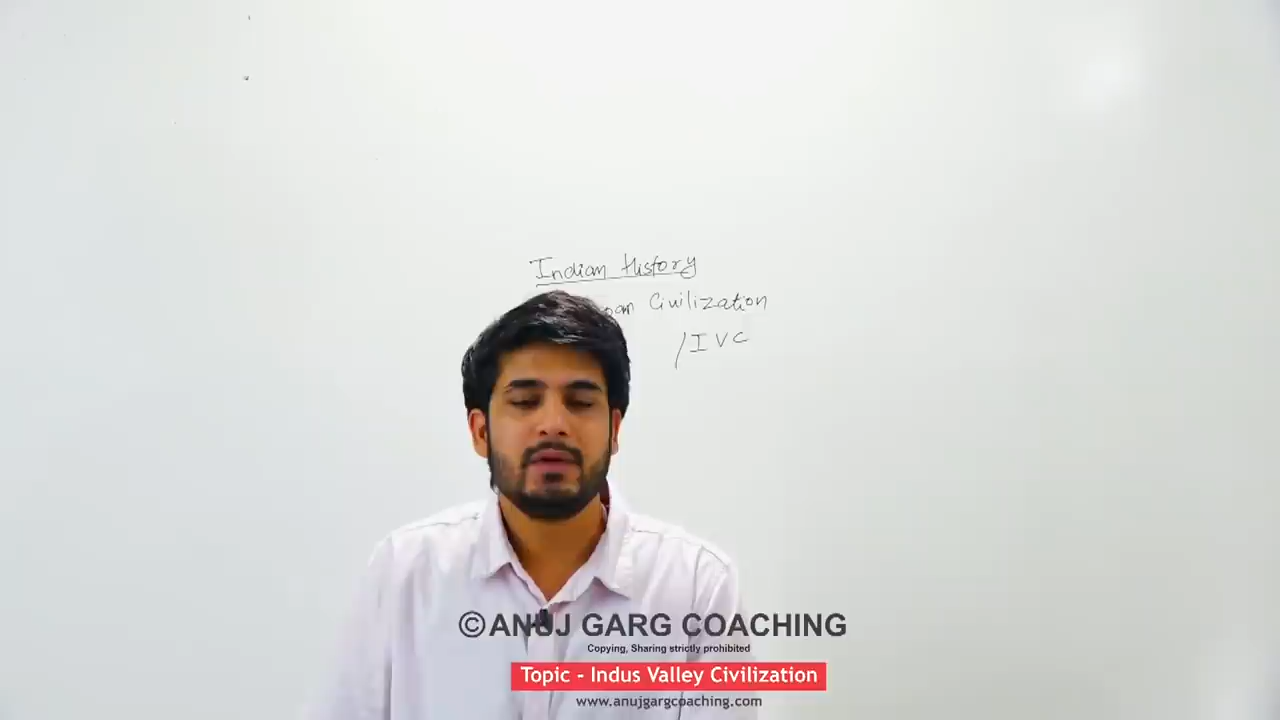 Indian History
Civilization
/IVC
©ANUJ GARG COACHING
Copying, Sharing strictly prohibited
Topic - Indus Valley Civilization
www.anujgargcoaching.com